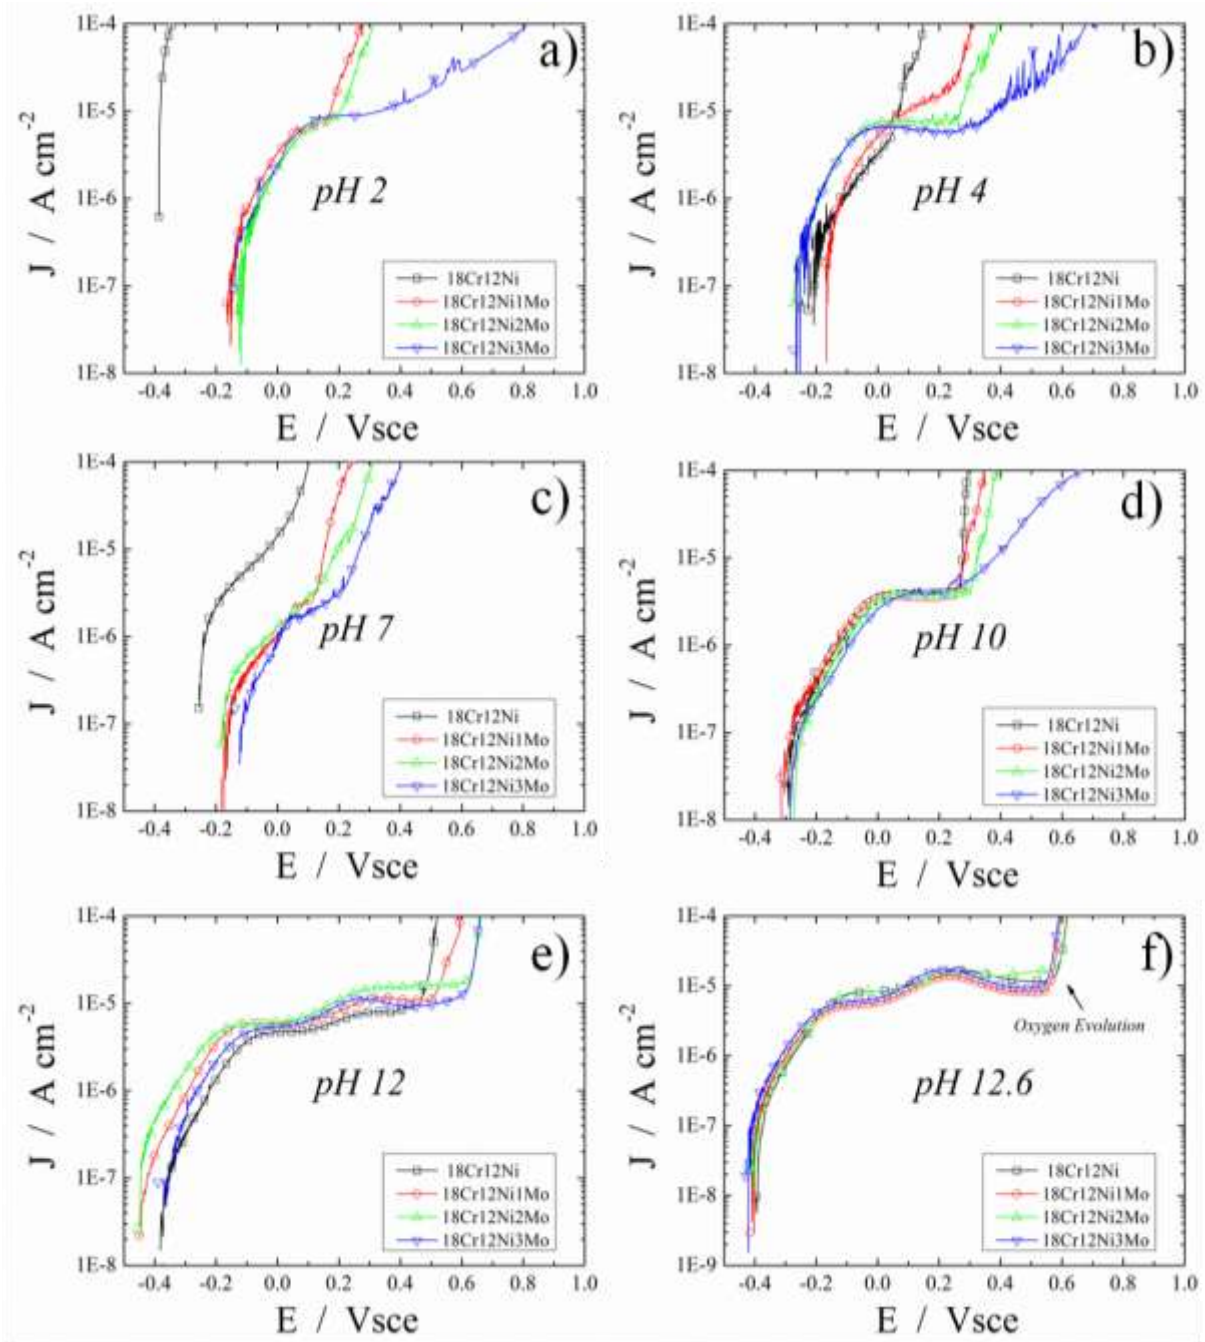 a)
1E-4
1E-5
1E-6
1E-7
1E-8
J / A cm-2
pH 2
18Cr12Ni
18Cr12Ni1Mo
18Cr12Ni2Mo
18Cr12Ni3Mo
-0.4 -0.2 0.0 0.2 0.4 0.6 0.8 1.0
E / Vsce
b)
1E-4
1E-5
1E-6
1E-7
1E-8
J / A cm-2
pH 4
18Cr12Ni
18Cr12Ni1Mo
18Cr12Ni2Mo
18Cr12Ni3Mo
-0.4 -0.2 0.0 0.2 0.4 0.6 0.8 1.0
E / Vsce
c)
1E-4
1E-5
1E-6
1E-7
1E-8
J / A cm-2
pH 7
18Cr12Ni
18Cr12Ni1Mo
18Cr12Ni2Mo
18Cr12Ni3Mo
-0.4 -0.2 0.0 0.2 0.4 0.6 0.8 1.0
E / Vsce
d)
1E-4
1E-5
1E-6
1E-7
1E-8
J / A cm-2
pH 10
18Cr12Ni
18Cr12Ni1Mo
18Cr12Ni2Mo
18Cr12Ni3Mo
-0.4 -0.2 0.0 0.2 0.4 0.6 0.8 1.0
E / Vsce
e)
1E-4
1E-5
1E-6
1E-7
1E-8
J / A cm-2
pH 12
18Cr12Ni
18Cr12Ni1Mo
18Cr12Ni2Mo
18Cr12Ni3Mo
-0.4 -0.2 0.0 0.2 0.4 0.6 0.8 1.0
E / Vsce
f)
1E-4
1E-5
1E-6
1E-7
1E-8
1E-9
J / A cm-2
Oxygen Evolution
pH 12.6
18Cr12Ni
18Cr12Ni1Mo
18Cr12Ni2Mo
18Cr12Ni3Mo
-0.4 -0.2 0.0 0.2 0.4 0.6 0.8 1.0
E / Vsce